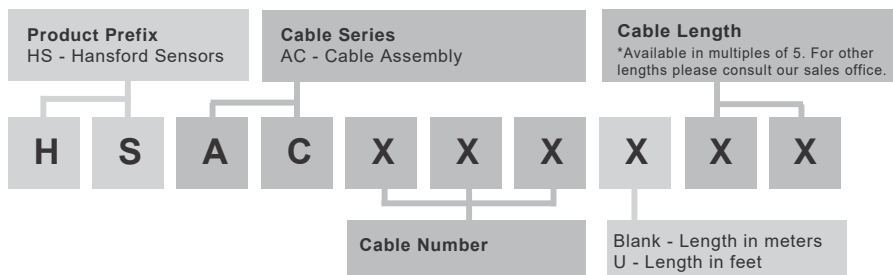 Product Prefix
HS - Hansford Sensors
Cable Series
AC - Cable Assembly
Cable Length
*Available in multiples of 5. For other
lengths please consult our sales office.
H S A C X X X X X X
Cable Number
Blank - Length in meters
U - Length in feet